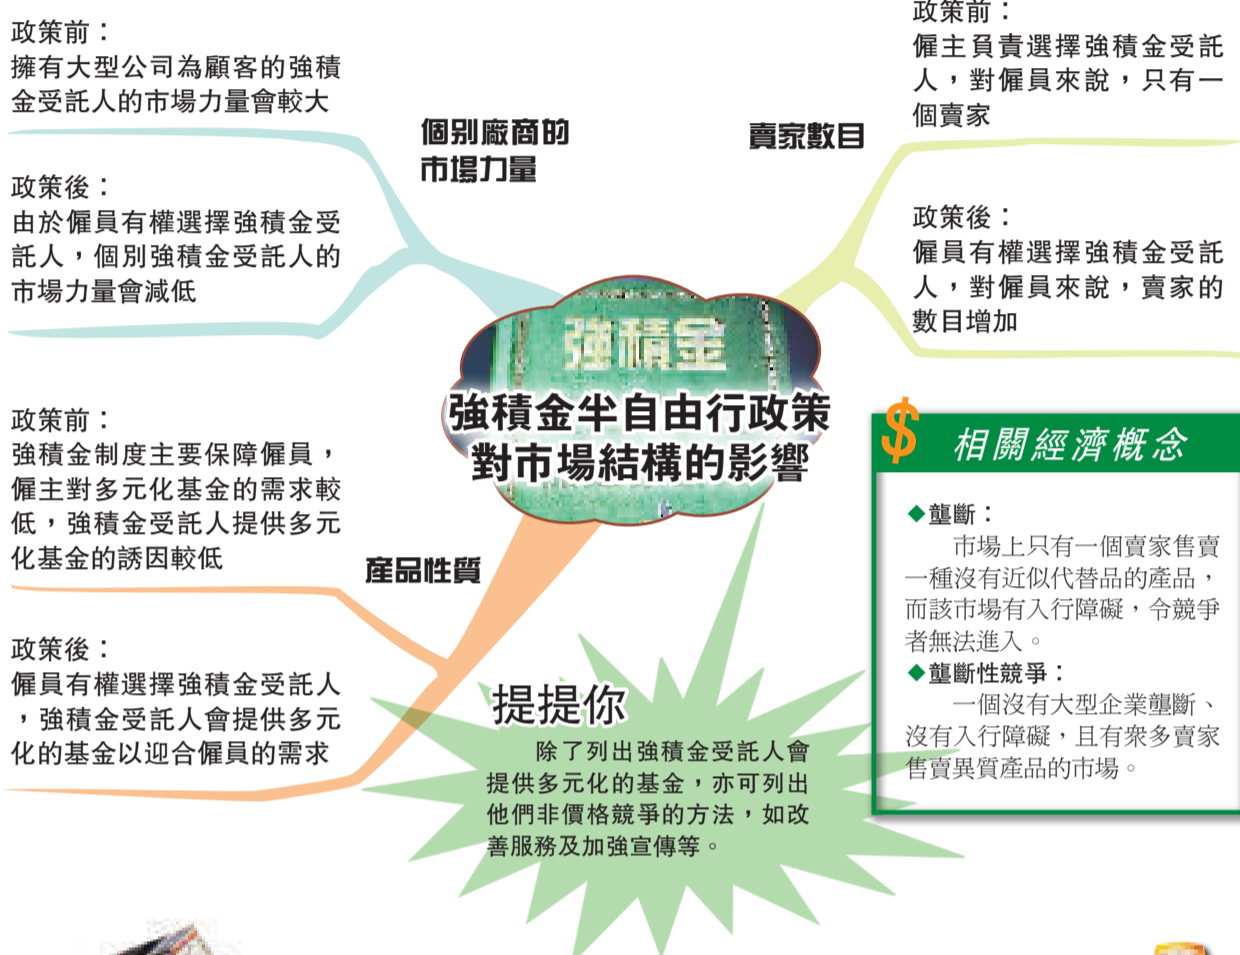 政策前：
擁有大型公司為顧客的強積
金受託人的市場力量會較大
個別廠商的
市場力量
政策後：
由於僱員有權選擇強積金受
託人，個別強積金受託人的
市場力量會減低
賣家數目
政策前：
僱主負責選擇強積金受託
人，對僱員來說，只有一
個賣家
政策後：
僱員有權選擇強積金受託
人，對僱員來說，賣家的
數目增加
強積金
強積金半自由行政策
對市場結構的影響
政策前：
強積金制度主要保障僱員，
僱主對多元化基金的需求較
低，強積金受託人提供多元
化基金的誘因較低
產品性質
政策後：
僱員有權選擇強積金受託人
，強積金受託人會提供多元
化的基金以迎合僱員的需求
提提你
除了列出強積金受託人會
提供多元化的基金，亦可列出
他們非價格競爭的方法，如改
善服務及加強宣傳等。
$
相關經濟概念
◆壟斷：
市場上只有一個賣家售賣
一種沒有近似代替品的產品，
而該市場有入行障礙，令競爭
者無法進入。
◆壟斷性競爭：
一個沒有大型企業壟斷、
沒有入行障礙，且有眾多賣家
售賣異質產品的市場。